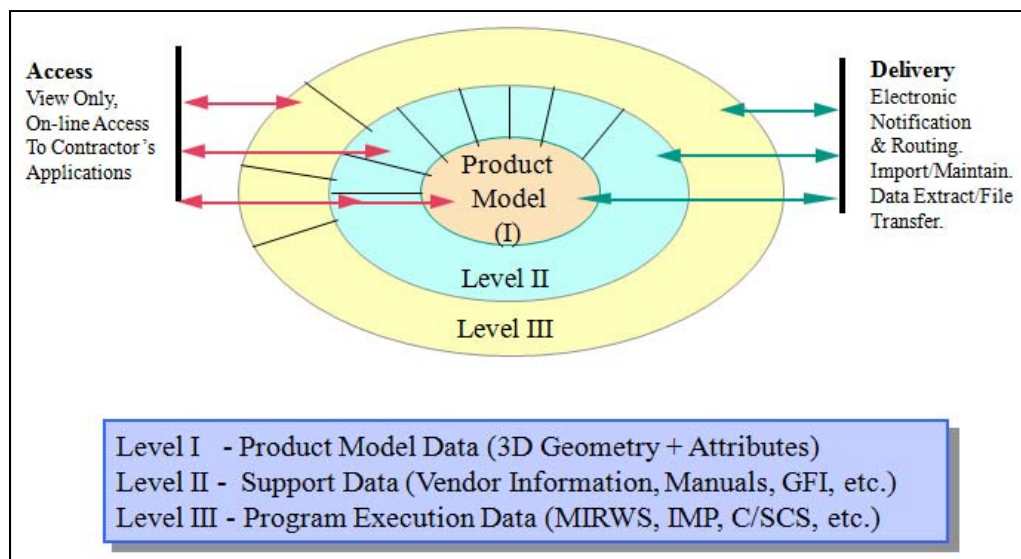 Access
View Only,
On-line Access
To Contractor's
Applications
Product
Model
(I)
Level II
Level III
Delivery
Electronic
Notification
& Routing.
Import/Maintain.
Data Extract/File
Transfer.
Level I - Product Model Data (3D Geometry + Attributes)
Level II - Support Data (Vendor Information, Manuals, GFI, etc.)
Level III - Program Execution Data (MIRWS, IMP, C/SCS, etc.)